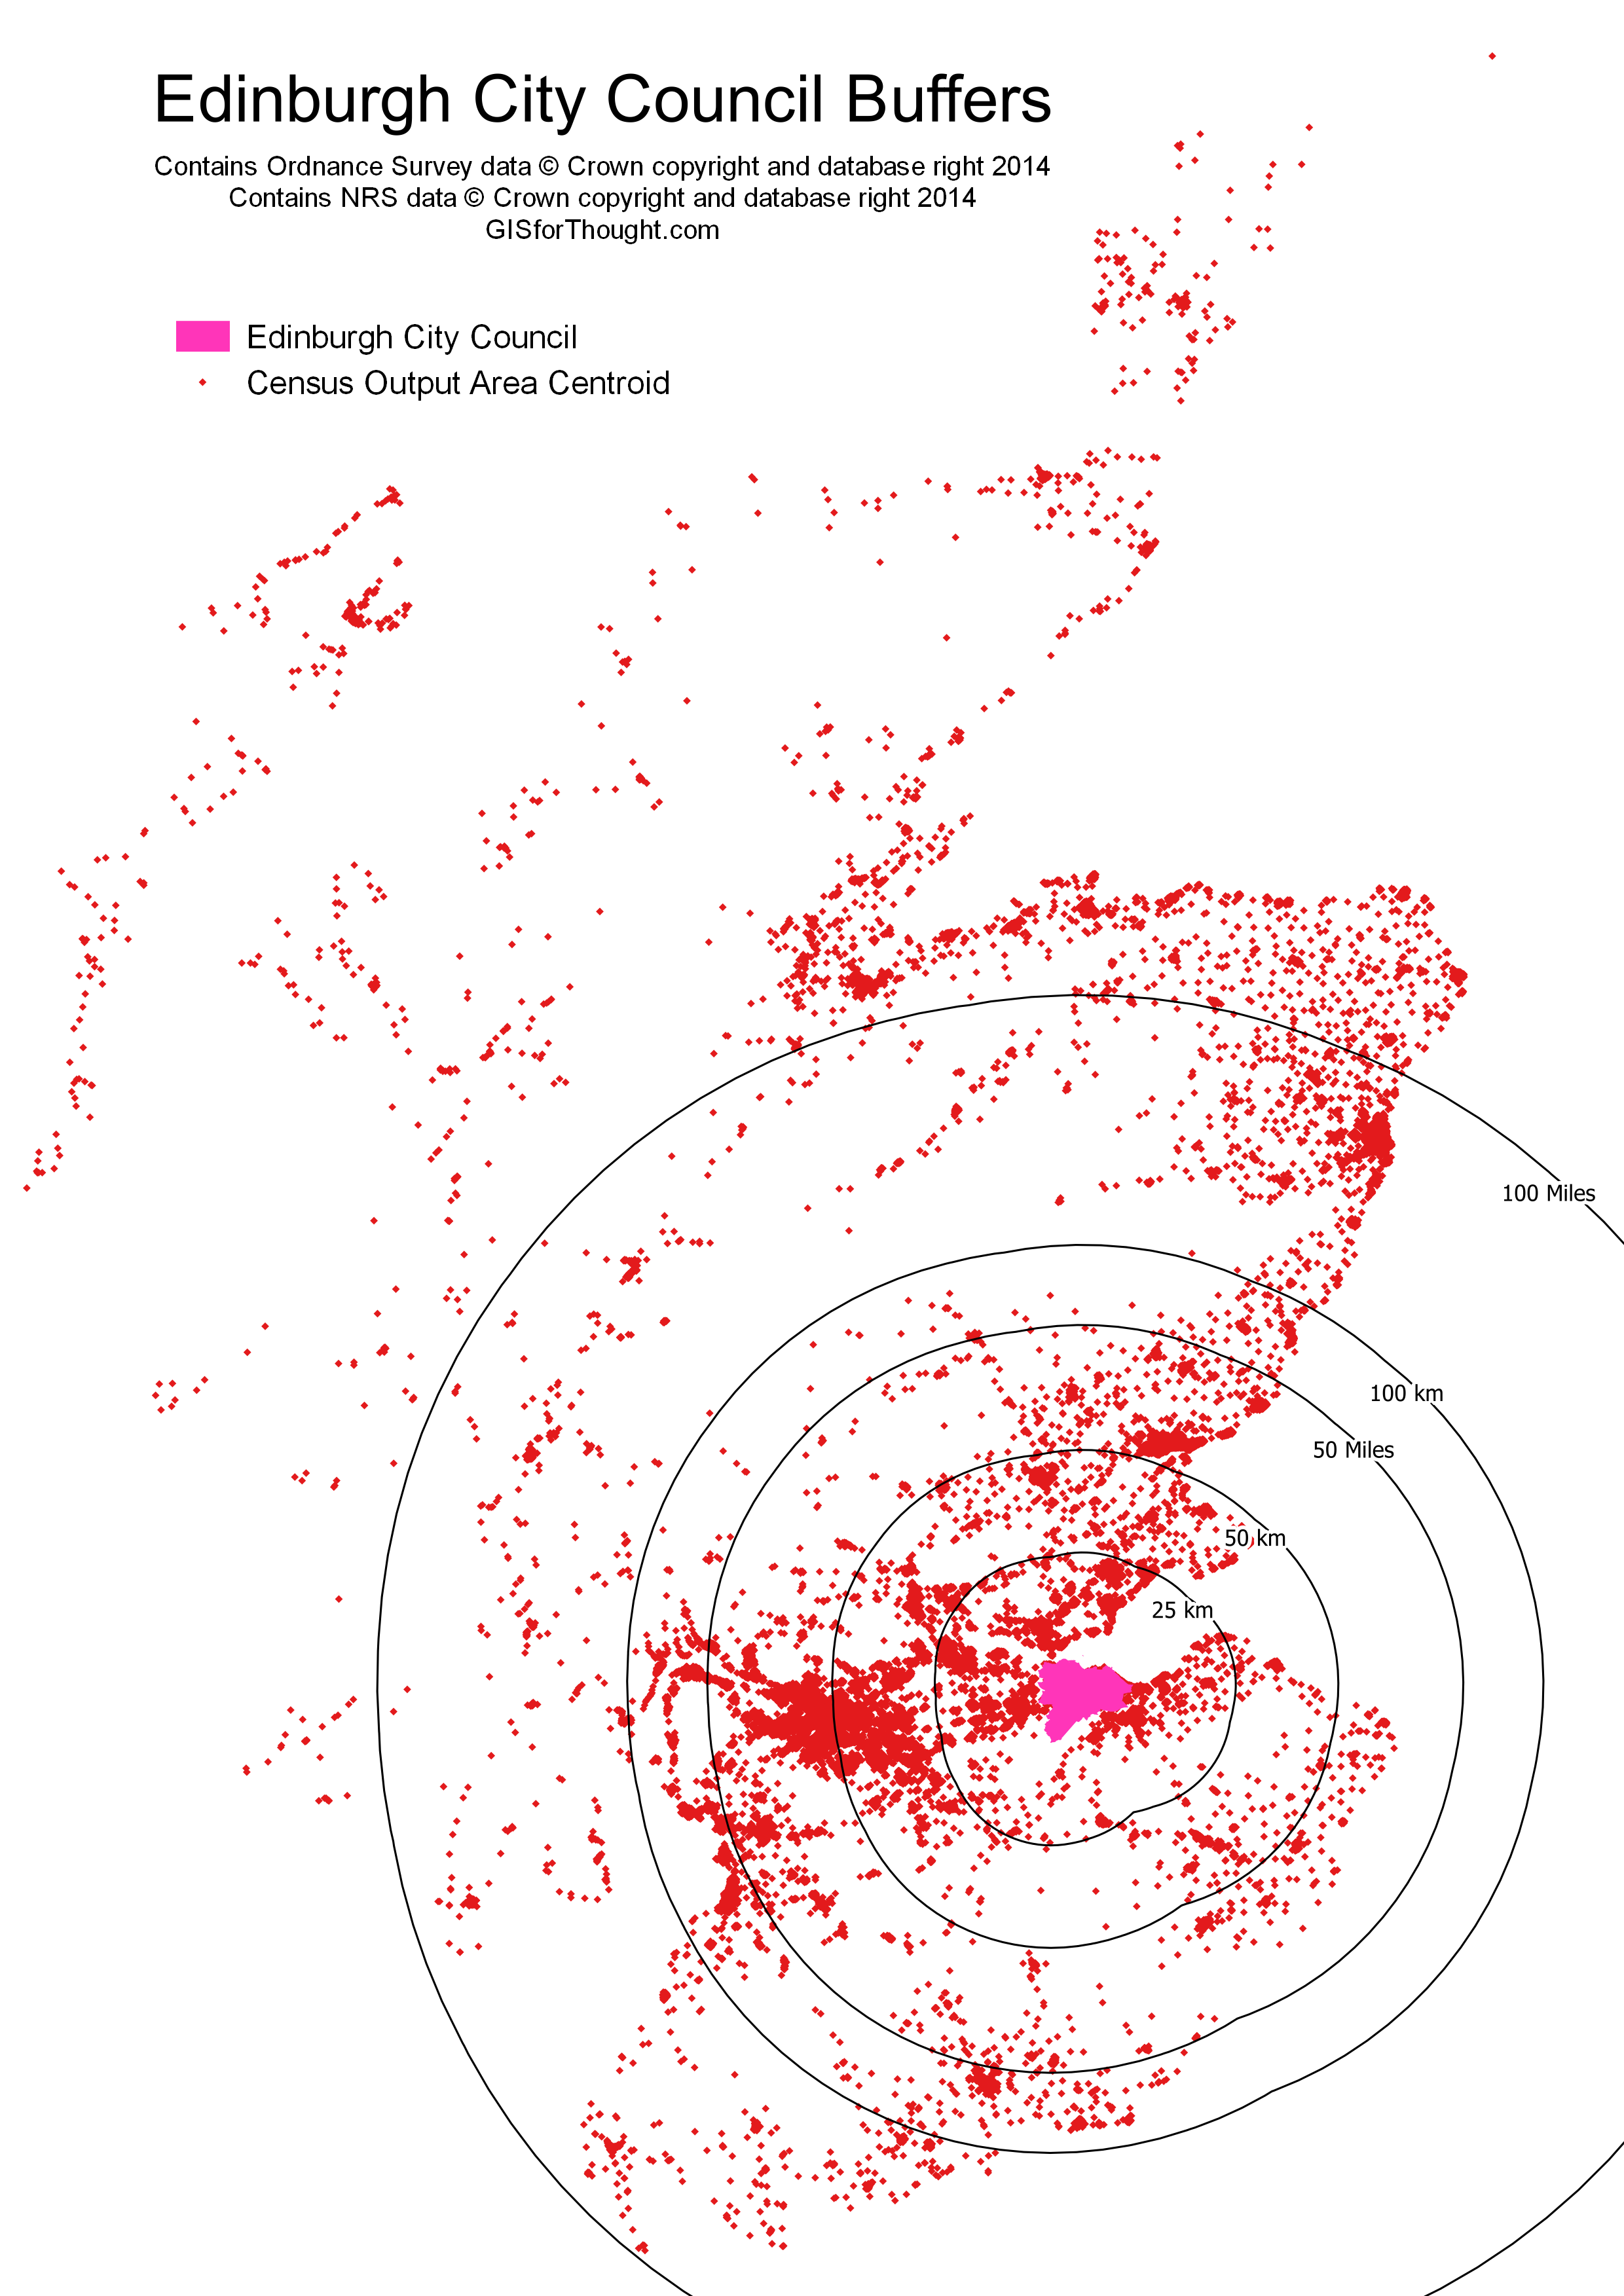 Edinburgh City Council Buffers
Contains Ordnance Survey data © Crown copyright and database right 2014
Contains NRS data © Crown copyright and database right 2014
GISforThought.com
Edinburgh City Council
Census Output Area Centroid
100 Miles
100 km
50 Miles
50 km
25 km